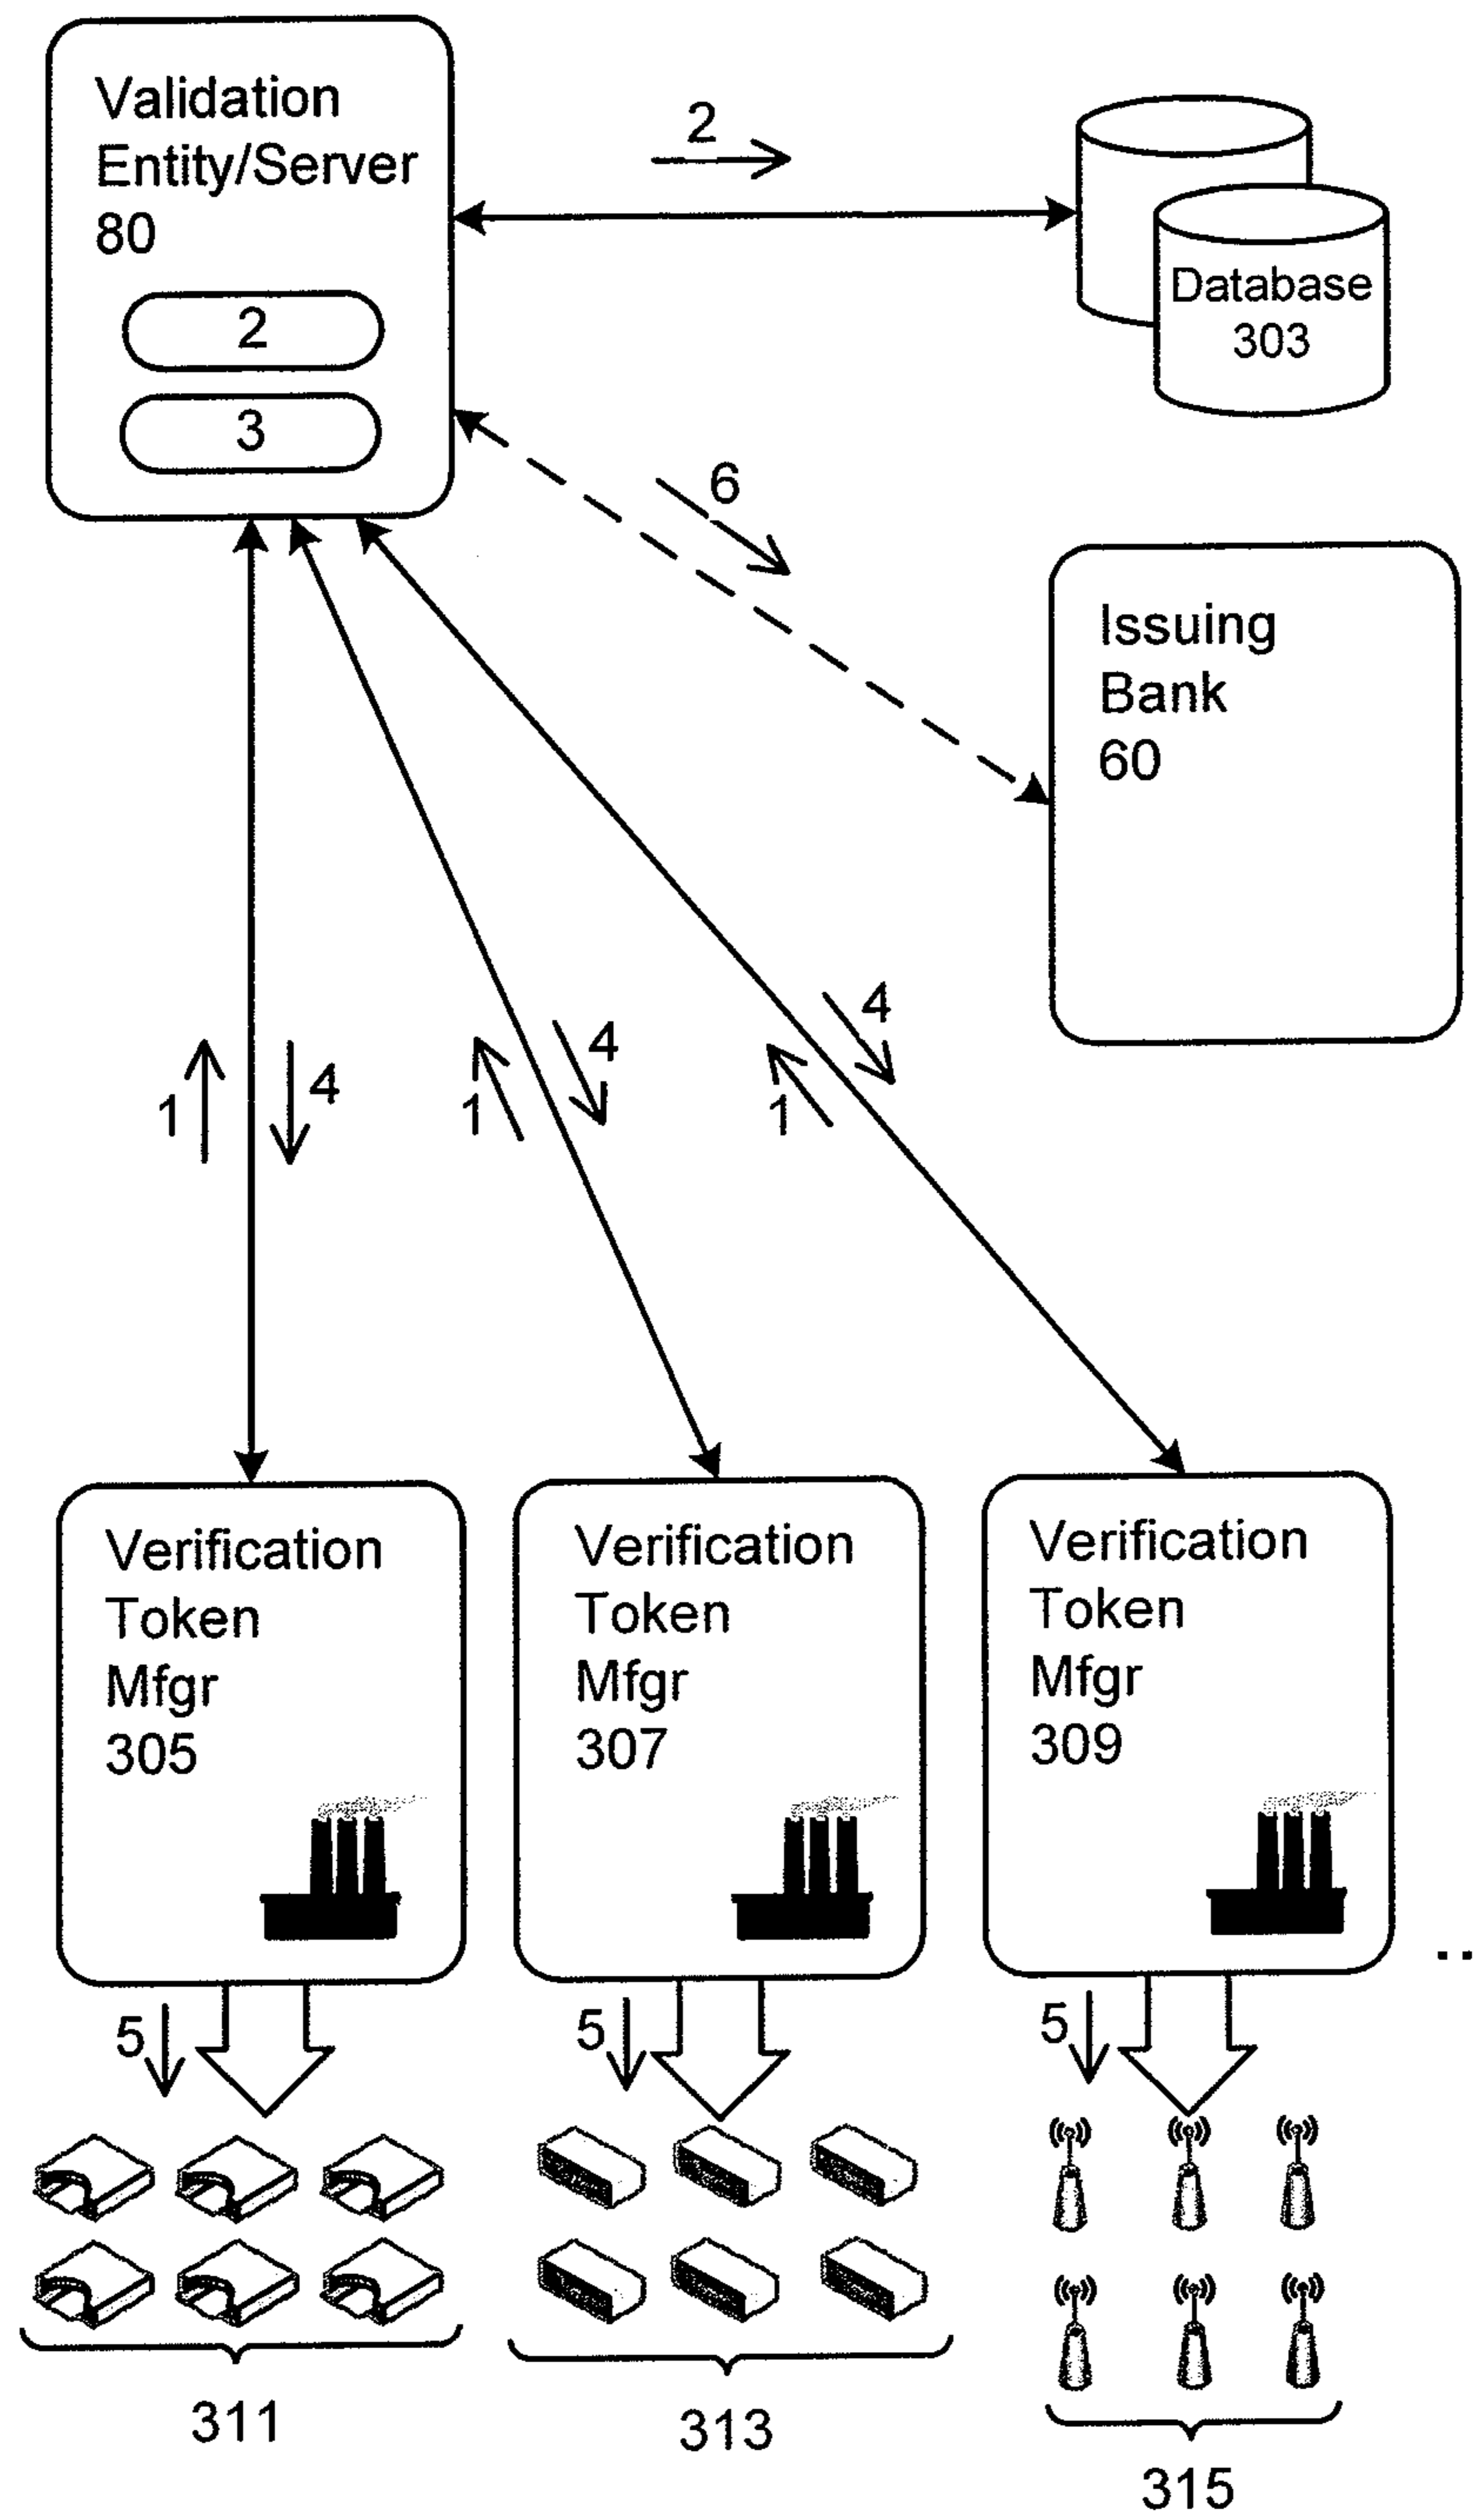 Validation
Entity/Server
80
2
3
2
Database
303
6
Issuing
Bank
60
1
4
1
4
1
4
Verification
Token
Mfgr
305
Verification
Token
Mfgr
307
Verification
Token
Mfgr
309
..
5
5
5
311
313
315